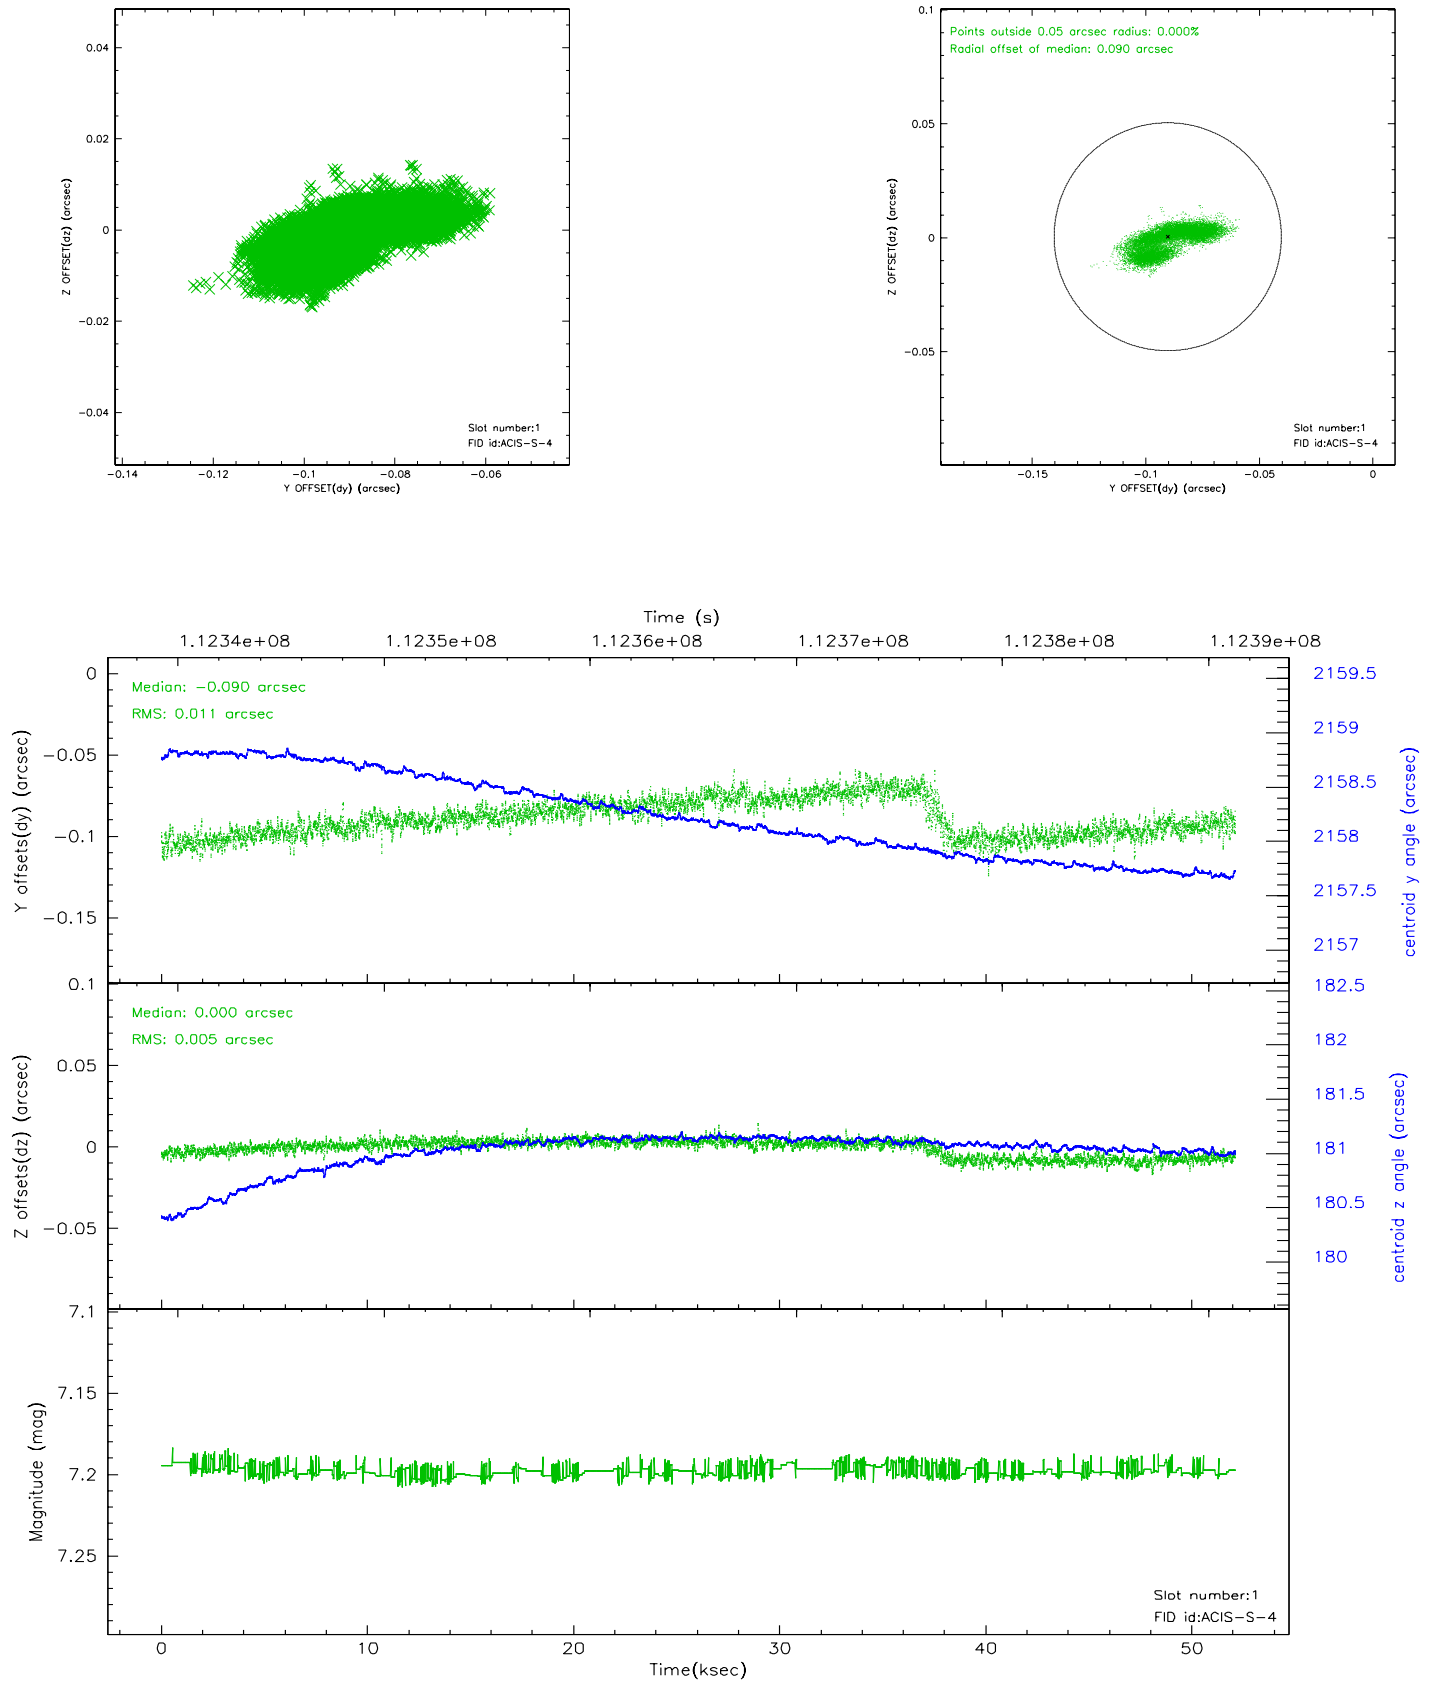 0.04
0.02
0
−0.02
−0.04
Z OFFSET(dz) (arcsec)
Slot number:1
FID id:ACIS−S−4
−0.14
−0.12
−0.1
−0.08
−0.06
Y OFFSET(dy) (arcsec)
0.1
0.05
0
−0.05
Z OFFSET(dz) (arcsec)
Points outside 0.05 arcsec radius: 0.000%
Radial offset of median: 0.090 arcsec
Slot number:1
FID id:ACIS−S−4
−0.15
−0.1
−0.05
0
Y OFFSET(dy) (arcsec)
Time (s)
1.1234e+08
1.1235e+08
1.1236e+08
1.1237e+08
1.1238e+08
1.1239e+08
0
−0.05
−0.1
−0.15
Y offsets(dy) (arcsec)
Median: −0.090 arcsec
RMS: 0.011 arcsec
2159.5
2159
2158.5
2158
2157.5
2157
centroid y angle (arcsec)
0.1
0.05
0
−0.05
Z offsets(dz) (arcsec)
Median: 0.000 arcsec
RMS: 0.005 arcsec
182.5
182
181.5
181
180.5
180
centroid z angle (arcsec)
7.1
7.15
7.2
7.25
Magnitude (mag)
Slot number:1
FID id:ACIS−S−4
0
10
20
30
40
50
Time(ksec)